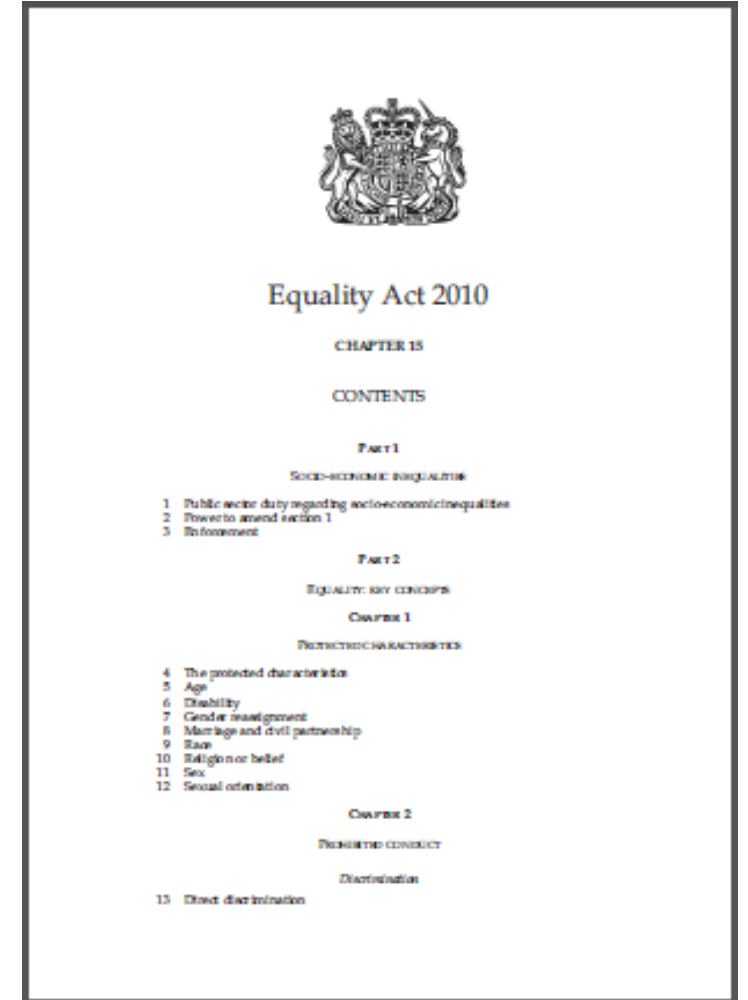 Equality Act 2010
CHAPTER 15
CONTENTS
PART 1
SOCIO-ECONOMIC INEQUALITIES
1 Public sector duty regarding socio-economic inequalities
2 Power to amend section 1
3 Enforcement
PART 2
EQUALITY: KEY CONCEPTS
CHAPTER 1
PROTECTED CHARACTERISTICS
4 The protected characteristics
5 Age
6 Disability
7 Gender reassignment
8 Marriage and civil partnership
9 Race
10 Religion or belief
11 Sex
12 Sexual orientation
CHAPTER 2
PROHIBITED CONDUCT
Discrimination
13 Direct discrimination